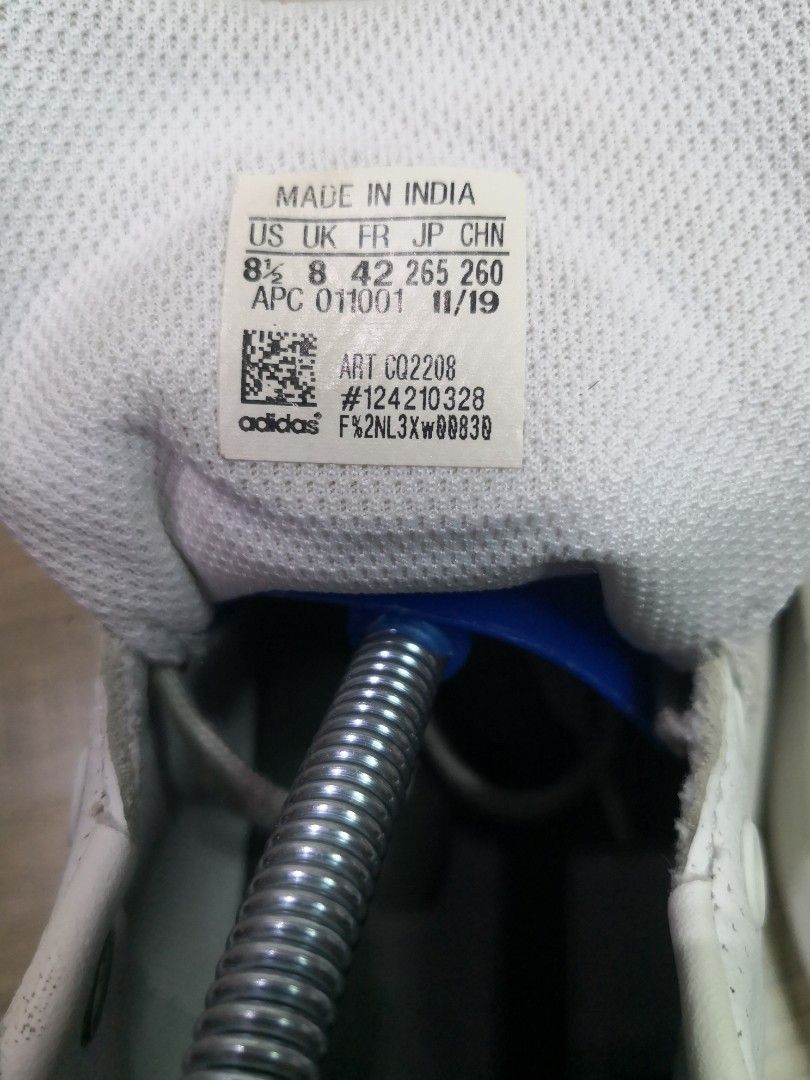 MADE IN INDIA
US UK FR JP CHN
8½ 8 42 265 260
APC 011001 11/19
ART CQ2208
#124210328
adidas® F%2NL3Xw00830